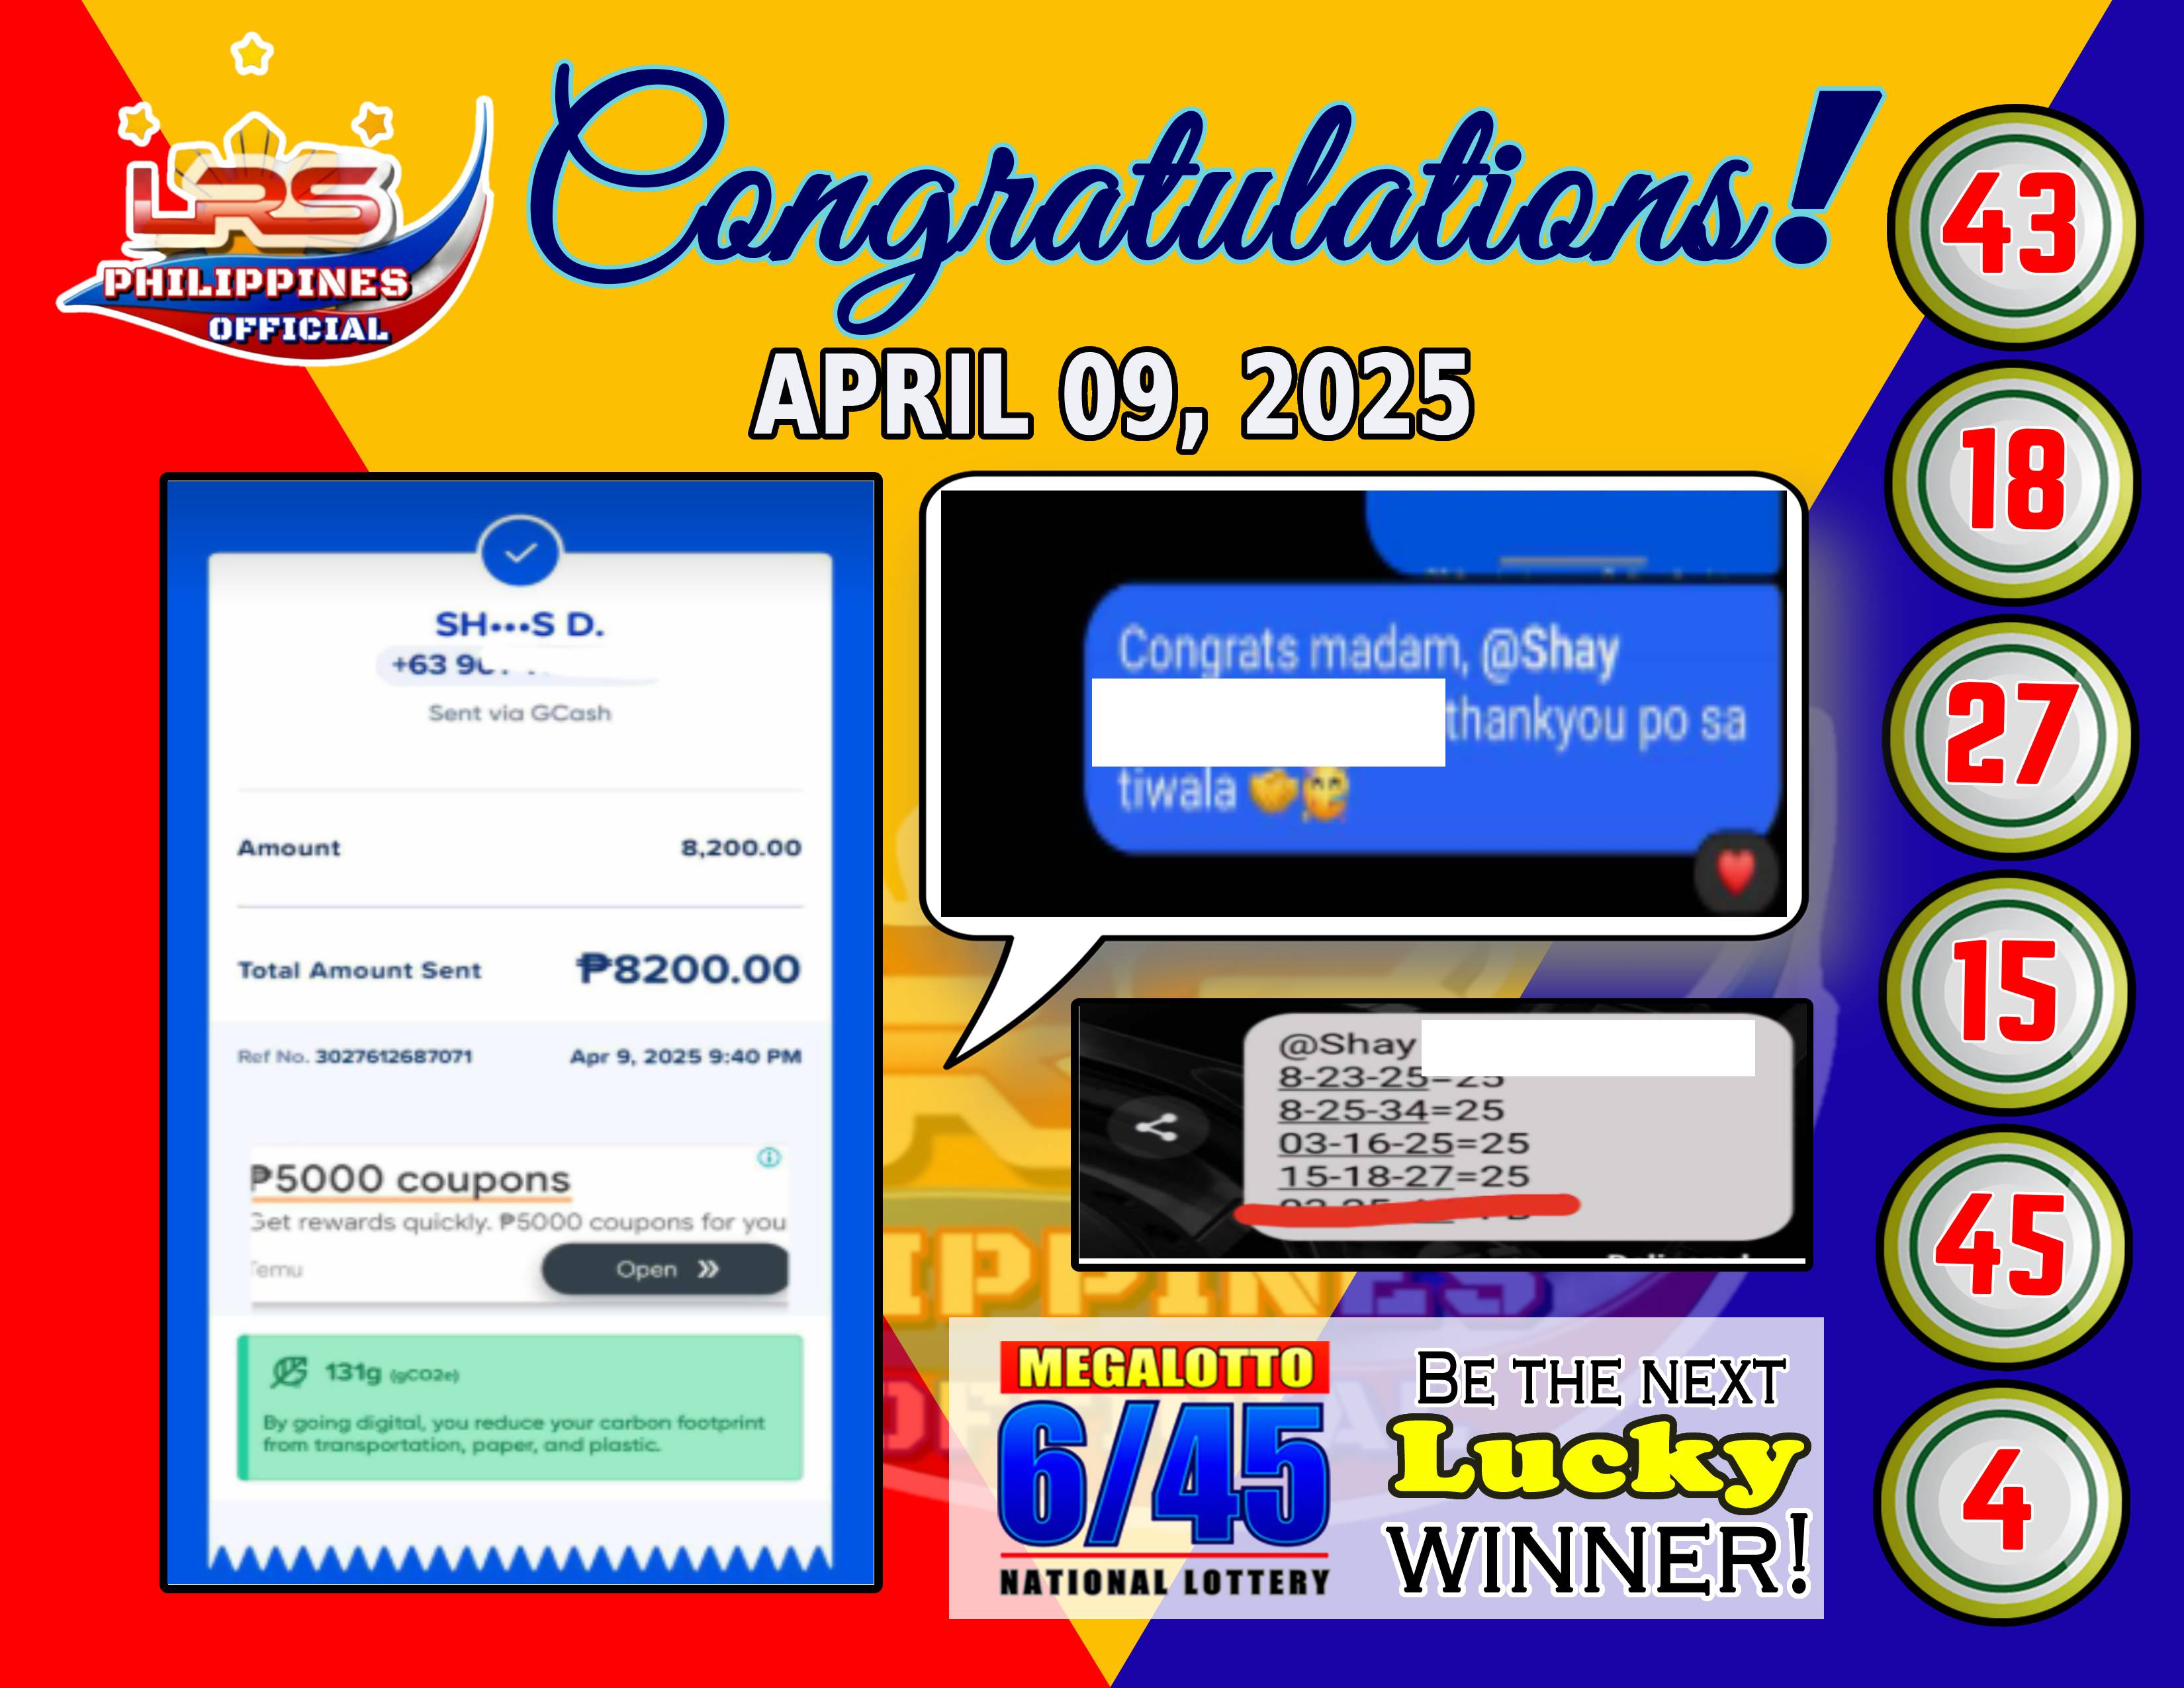 LRS
PHILIPPINES
OFFICIAL
Congratulations!
APRIL 09, 2025
SH•••S D.
+63 9
Sent via GCash
Amount 8,200.00
Total Amount Sent ₱8200.00
Ref No. 3027612687071 Apr 9, 2025 9:40 PM
₱5000 coupons
Get rewards quickly. ₱5000 coupons for you
Temu
Open »
131g (gCO2e)
By going digital, you reduce your carbon footprint
from transportation, paper, and plastic.
Congrats madam, @Shay
thankyou po sa
tiwala 
@Shay
8-23-25=25
8-25-34=25
03-16-25=25
15-18-27=25
MEGALOTTO
6/45
NATIONAL LOTTERY
BE THE NEXT
Lucky
WINNER!
43
18
27
15
45
4